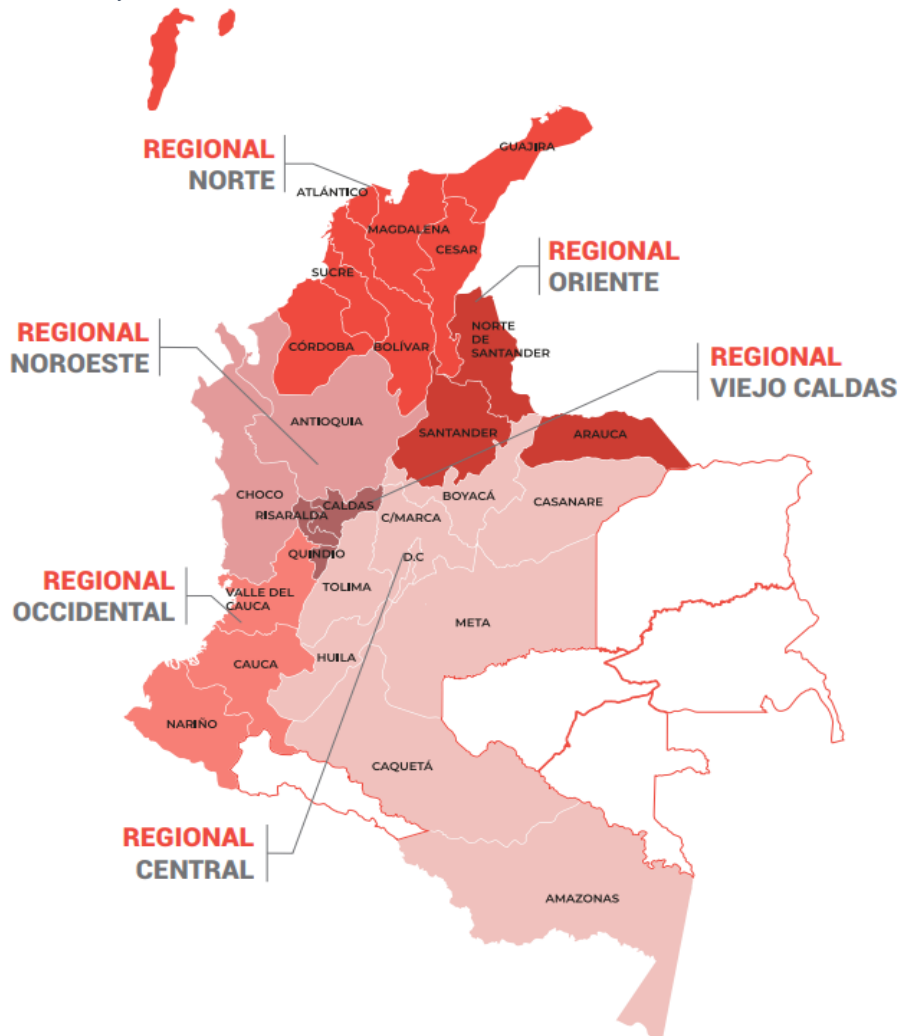 REGIONAL
NORTE
GUAJIRA
ATLÁNTICO
MAGDALENA
CESAR
SUCRE
REGIONAL
ORIENTE
REGIONAL
NOROESTE
CÓRDOBA
BOLÍVAR
NORTE
DE
SANTANDER
REGIONAL
VIEJO CALDAS
ANTIOQUIA
SANTANDER
ARAUCA
CHOCO
CALDAS
RISARALDA
BOYACÁ
CASANARE
C/MARCA
QUINDIO
D.C
REGIONAL
OCCIDENTAL
VALLE DEL
CAUCA
TOLIMA
META
HUILA
CAUCA
NARIÑO
CAQUETÁ
REGIONAL
CENTRAL
AMAZONAS